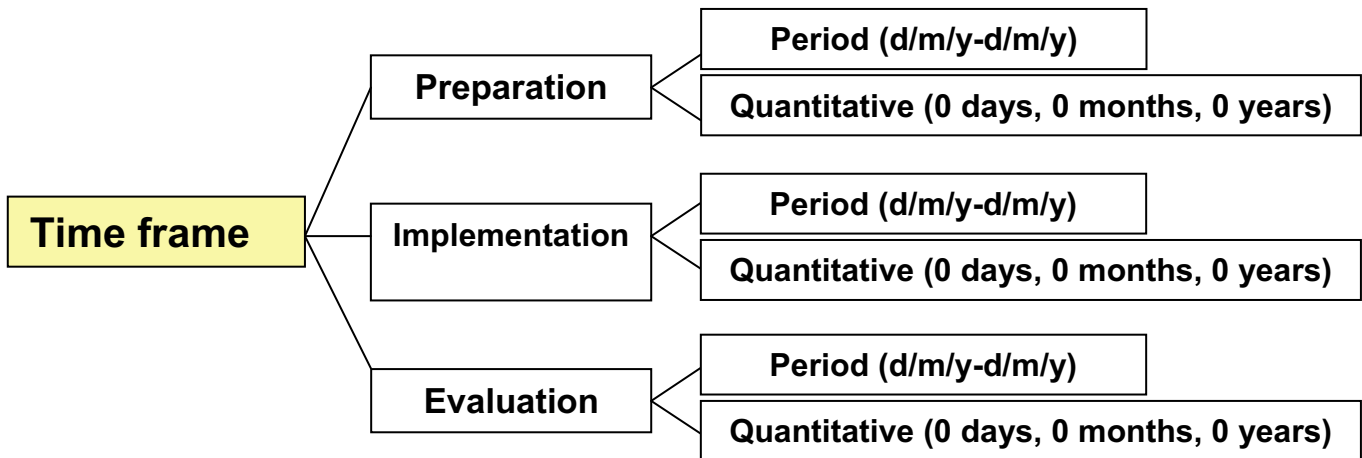 Time frame
Preparation
Period (d/m/y-d/m/y)
Quantitative (0 days, 0 months, 0 years)
Implementation
Period (d/m/y-d/m/y)
Quantitative (0 days, 0 months, 0 years)
Evaluation
Period (d/m/y-d/m/y)
Quantitative (0 days, 0 months, 0 years)